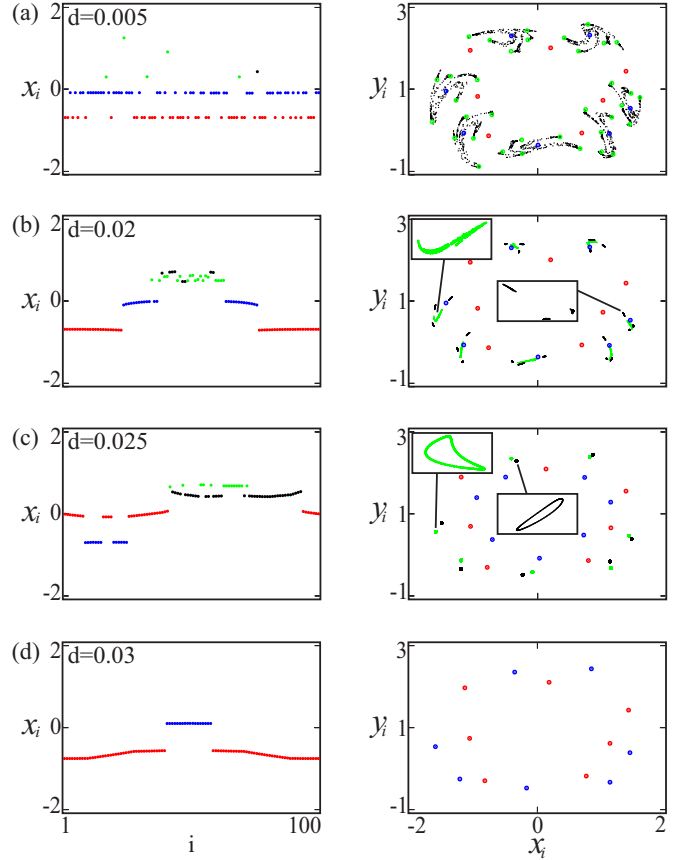 (a)
d=0.005
2
x_i
0
-2
3
y_i
1
-1
(b)
d=0.02
2
x_i
0
-2
3
y_i
1
-1
(c)
d=0.025
2
x_i
0
-2
3
y_i
1
-1
(d)
d=0.03
2
x_i
0
-2
1 100
i
3
y_i
1
-1
-2 0 2
x_i